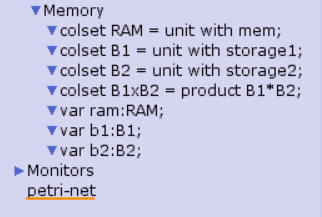 Memory
colset RAM = unit with mem;
colset B1 = unit with storage1;
colset B2 = unit with storage2;
colset B1xB2 = product B1*B2;
var ram:RAM;
var b1:B1;
var b2:B2;
Monitors
petri-net